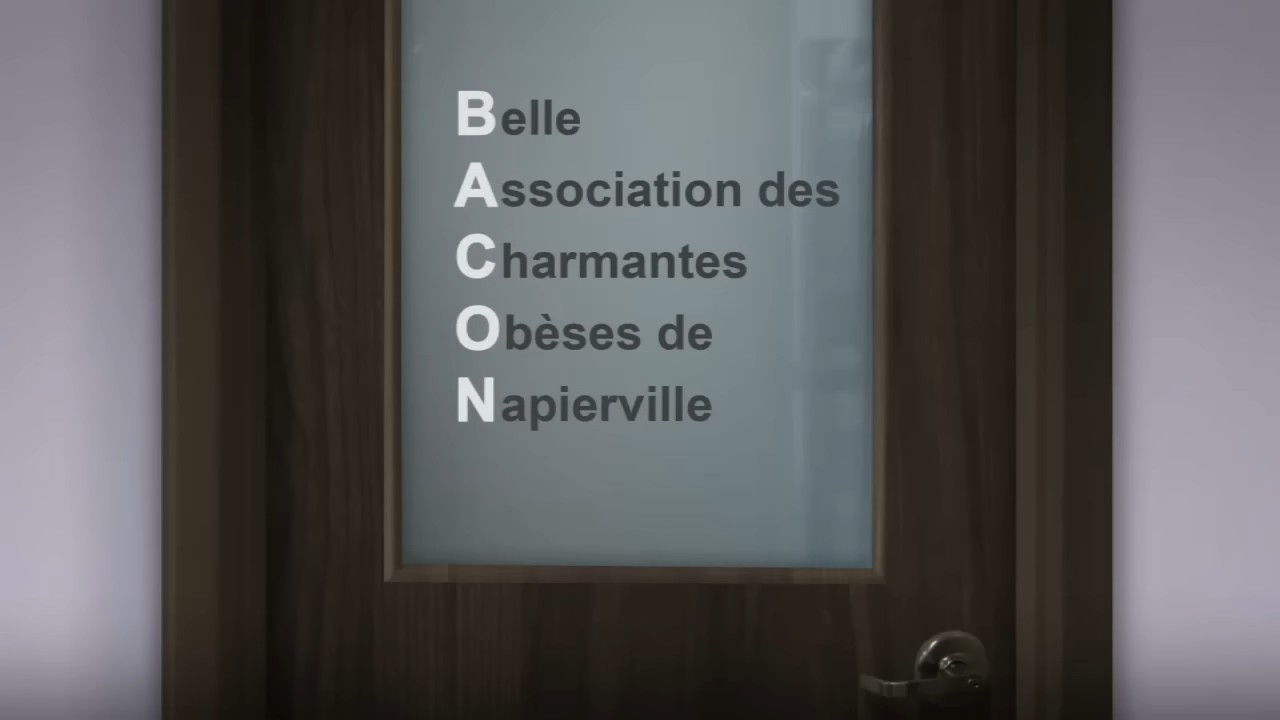 Belle
Association des
Charmantes
Obèses de
Napierville